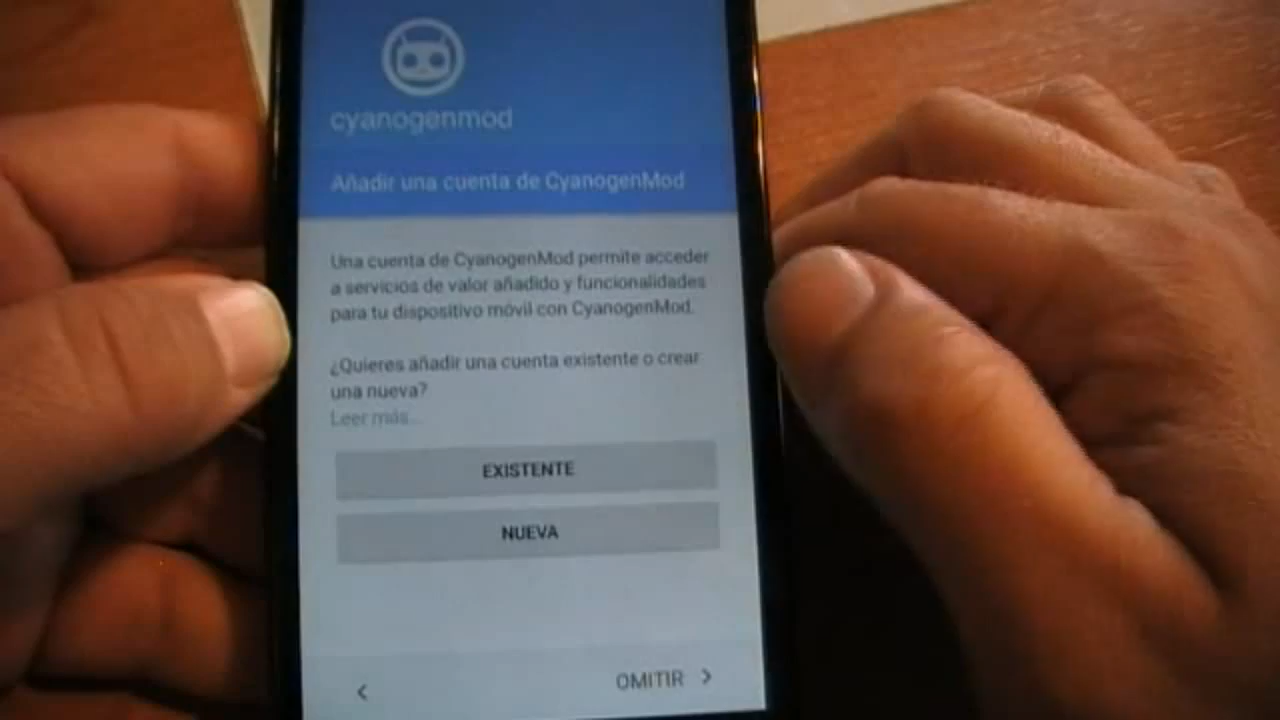 cyanogenmod
Añadir una cuenta de CyanogenMod
Una cuenta de CyanogenMod permite acceder
a servicios de valor añadido y funcionalidades
para tu dispositivo móvil con CyanogenMod.
¿Quieres añadir una cuenta existente o crear
una nueva?
Leer más...
EXISTENTE
NUEVA
OMITIR